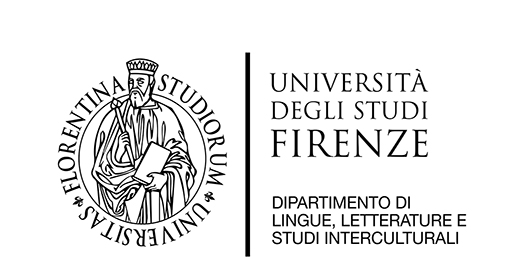 FLORENTINA STUDIORUM UNIVERSITAS
UNIVERSITÀ
DEGLI STUDI
FIRENZE
DIPARTIMENTO DI
LINGUE, LETTERATURE E
STUDI INTERCULTURALI